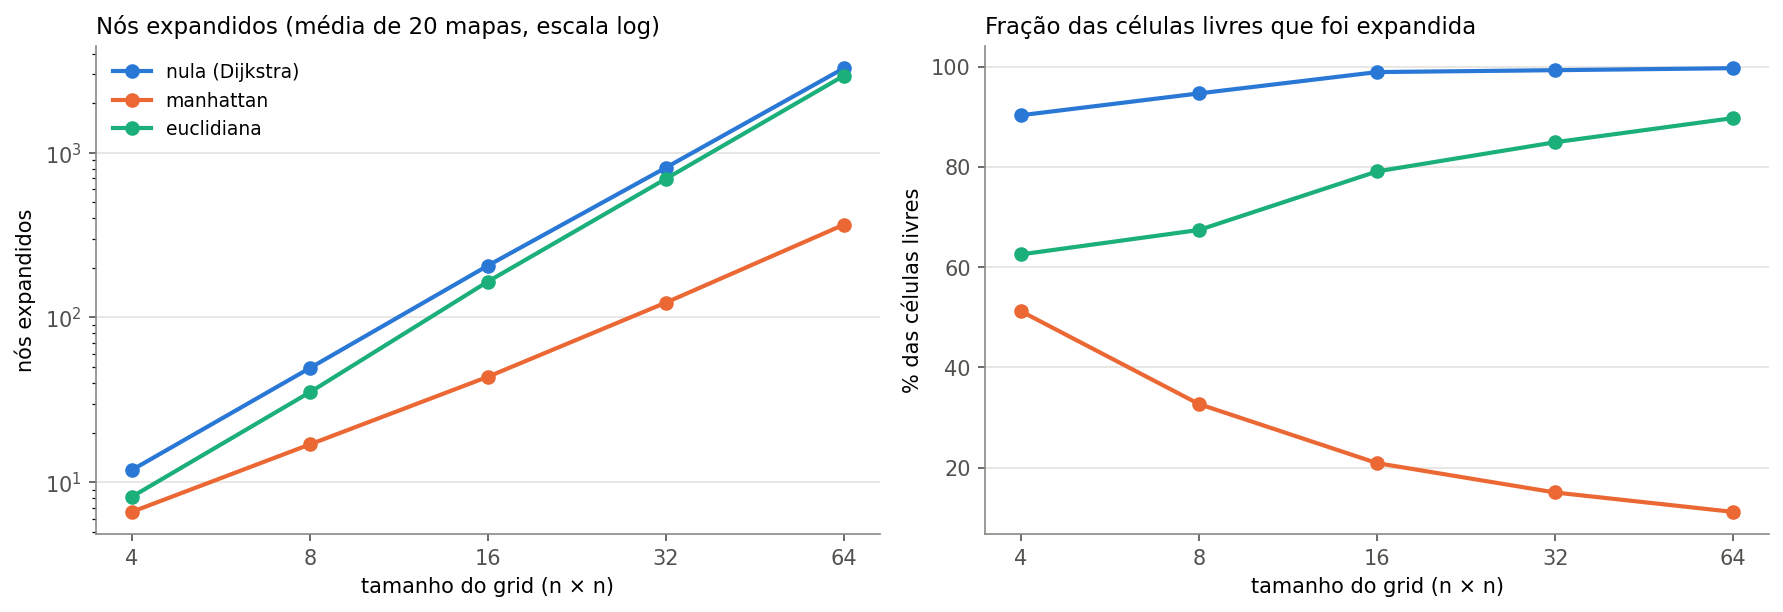 Nós expandidos (média de 20 mapas, escala log)
nula (Dijkstra)
manhattan
euclidiana
nós expandidos
10³
10²
10¹
4 8 16 32 64
tamanho do grid (n × n)
Fração das células livres que foi expandida
% das células livres
100
80
60
40
20
4 8 16 32 64
tamanho do grid (n × n)